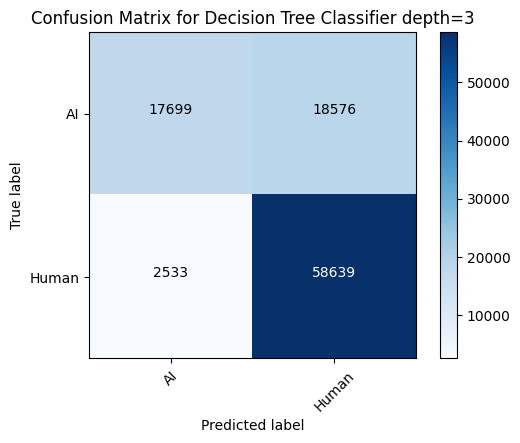 Confusion Matrix for Decision Tree Classifier depth=3
AI
17699
18576
Human
2533
58639
50000
40000
30000
20000
10000
True label
AI
Human
Predicted label